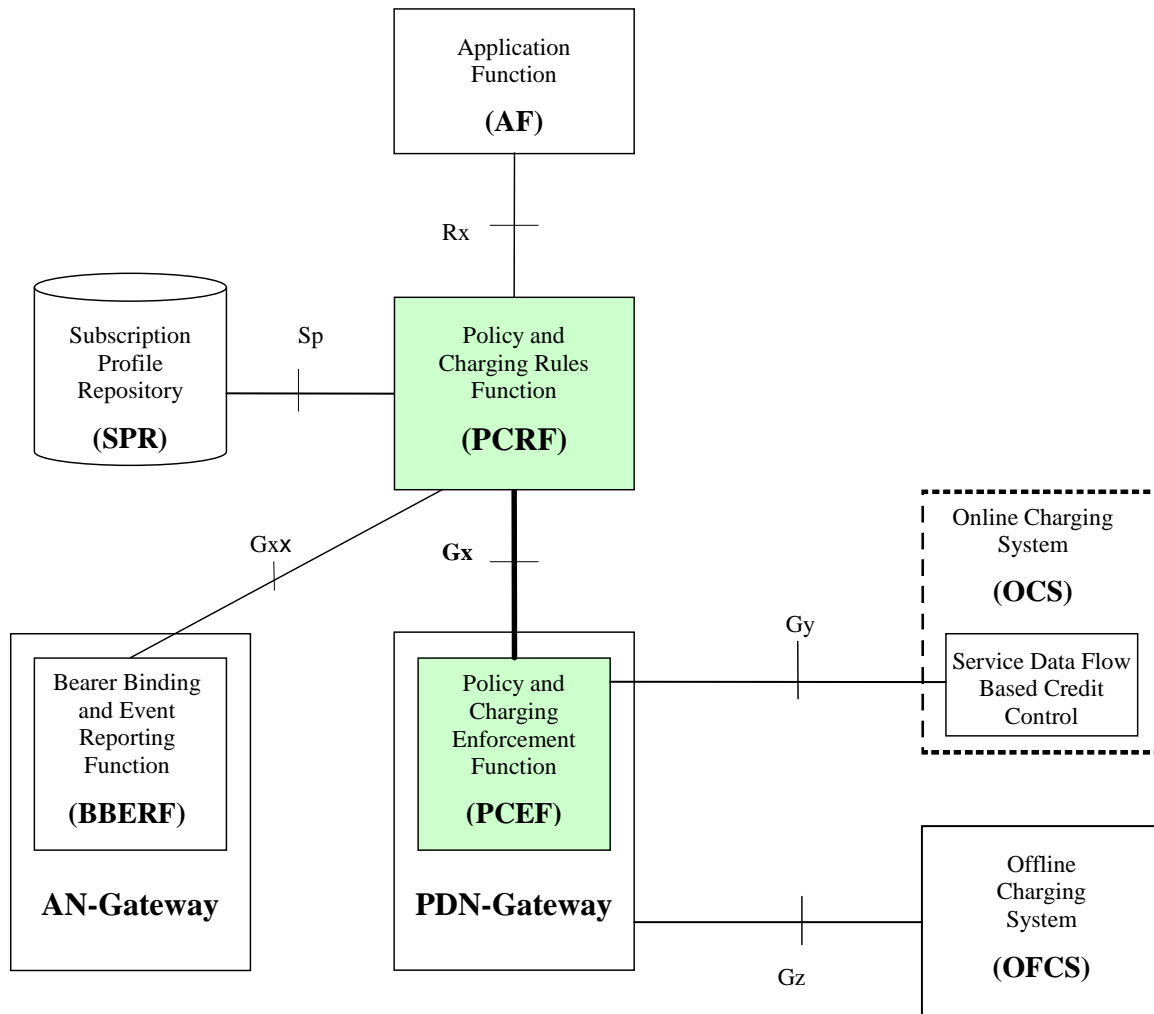 Application
Function
(AF)
Rx
Subscription
Profile
Repository
(SPR)
Sp
Policy and
Charging Rules
Function
(PCRF)
Gxx
Gx
Online Charging
System
(OCS)
Service Data Flow
Based Credit
Control
Gy
Bearer Binding
and Event
Reporting
Function
(BBERF)
AN-Gateway
Policy and
Charging
Enforcement
Function
(PCEF)
PDN-Gateway
Gz
Offline
Charging
System
(OFCS)